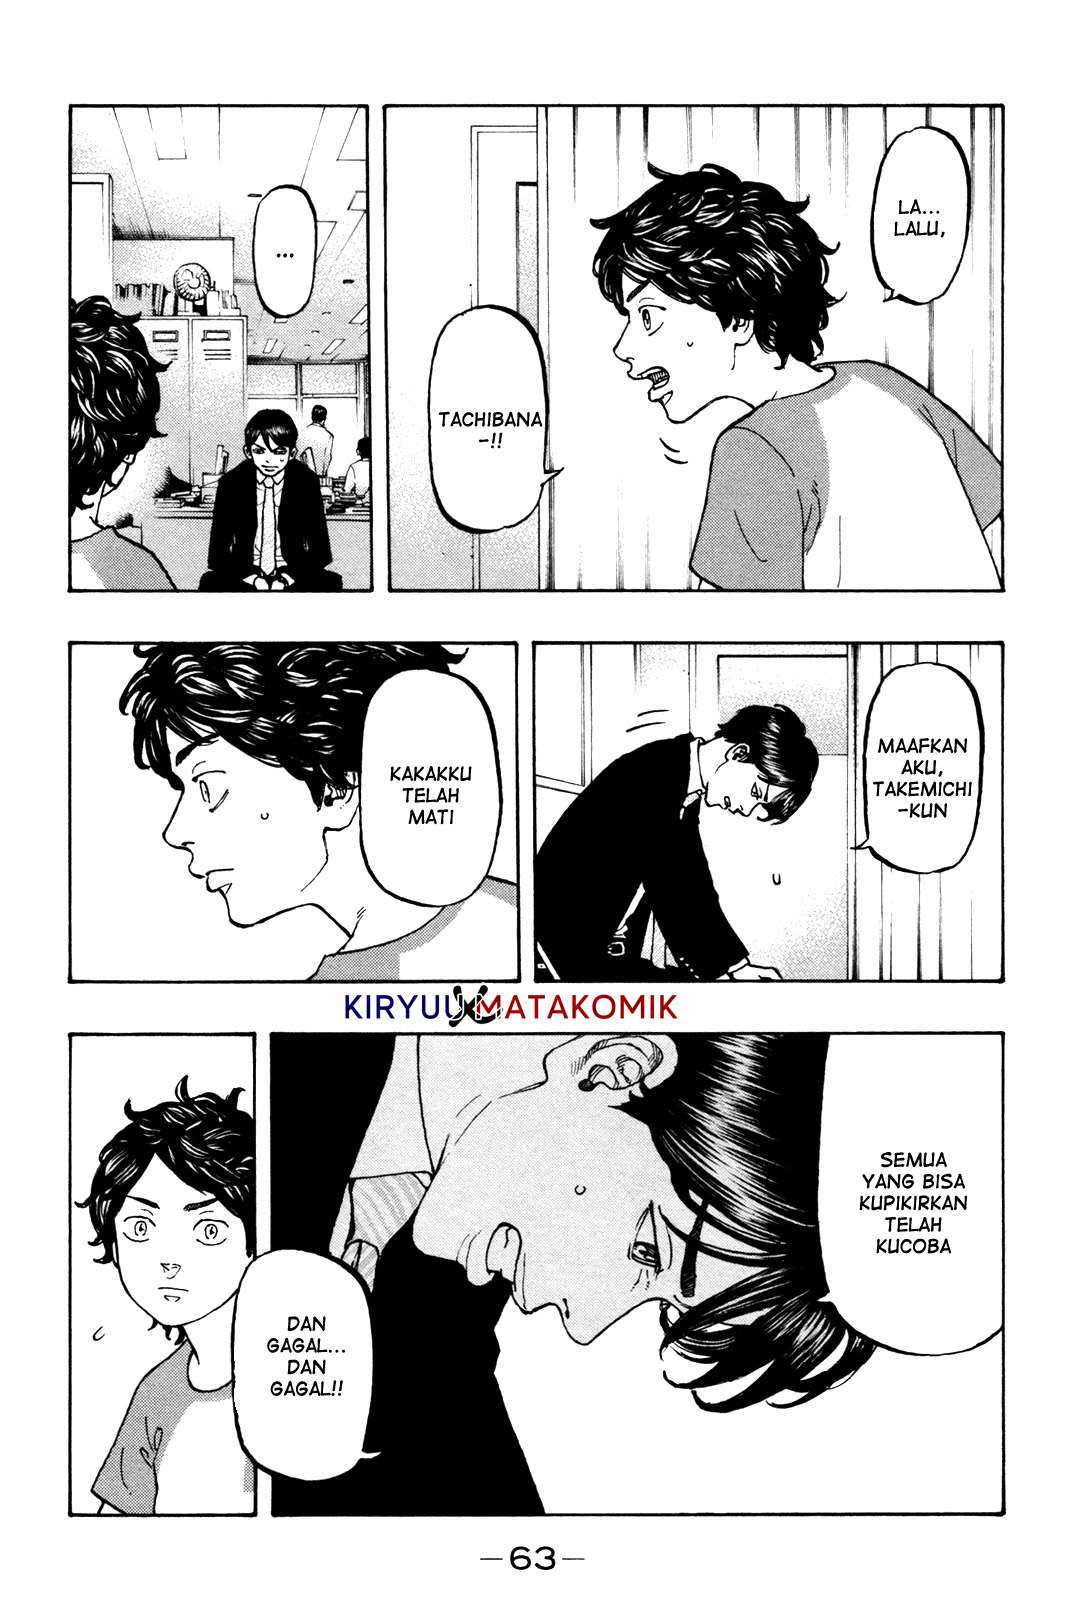 LA...
LALU,
TACHIBANA
-!!
...
MAAFKAN
AKU,
TAKEMICHI
-KUN
KAKAKKU
TELAH
MATI
KIRYUU X MATAKOMIK
SEMUA
YANG BISA
KUPIKIRKAN
TELAH
KUCOBA
DAN
GAGAL...
DAN
GAGAL!!
-63-